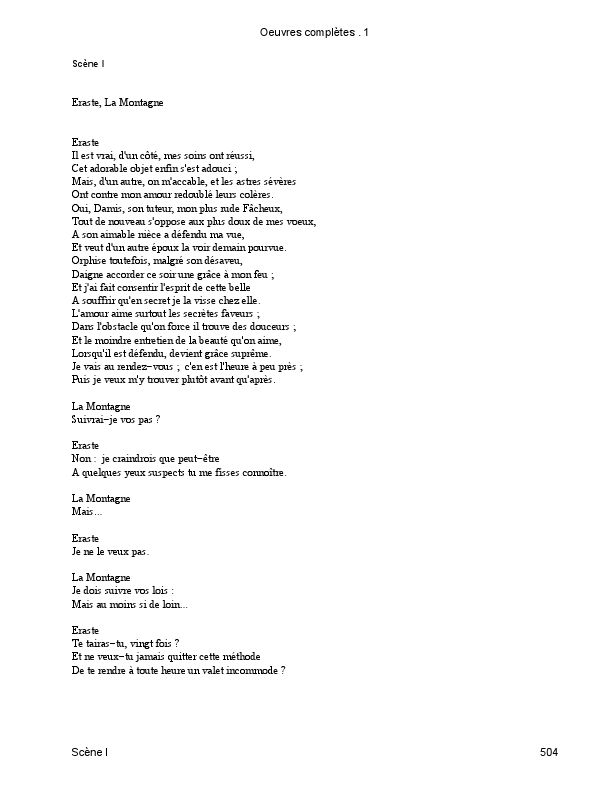 Oeuvres complètes . 1
Scène I
Eraste, La Montagne
Eraste
Il est vrai, d'un côté, mes soins ont réussi,
Cet adorable objet enfin s'est adouci ;
Mais, d'un autre, on m'accable, et les astres sévères
Ont contre mon amour redoublé leurs colères.
Oui, Damis, son tuteur, mon plus rude Fâcheux,
Tout de nouveau s'oppose aux plus doux de mes voeux,
A son aimable nièce a défendu ma vue,
Et veut d'un autre époux la voir demain pourvue.
Orphise toutefois, malgré son désaveu,
Daigne accorder ce soir une grâce à mon feu ;
Et j'ai fait consentir l'esprit de cette belle
A souffrir qu'en secret je la visse chez elle.
L'amour aime surtout les secrètes faveurs ;
Dans l'obstacle qu'on force il trouve des douceurs ;
Et le moindre entretien de la beauté qu'on aime,
Lorsqu'il est défendu, devient grâce suprême.
Je vais au rendez−vous ; c'en est l'heure à peu près ;
Puis je veux m'y trouver plutôt avant qu'après.
La Montagne
Suivrai−je vos pas ?
Eraste
Non : je craindrois que peut−être
A quelques yeux suspects tu me fisses connoître.
La Montagne
Mais...
Eraste
Je ne le veux pas.
La Montagne
Je dois suivre vos lois :
Mais au moins si de loin...
Eraste
Te tairas−tu, vingt fois ?
Et ne veux−tu jamais quitter cette méthode
De te rendre à toute heure un valet incommode ?
Scène I
504